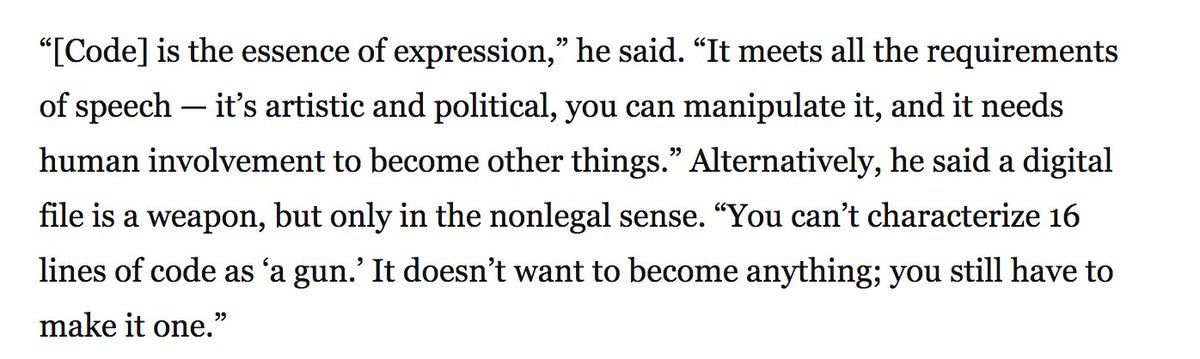 “[Code] is the essence of expression,” he said. “It meets all the requirements
of speech — it’s artistic and political, you can manipulate it, and it needs
human involvement to become other things.” Alternatively, he said a digital
file is a weapon, but only in the nonlegal sense. “You can’t characterize 16
lines of code as ‘a gun.’ It doesn’t want to become anything; you still have to
make it one.”